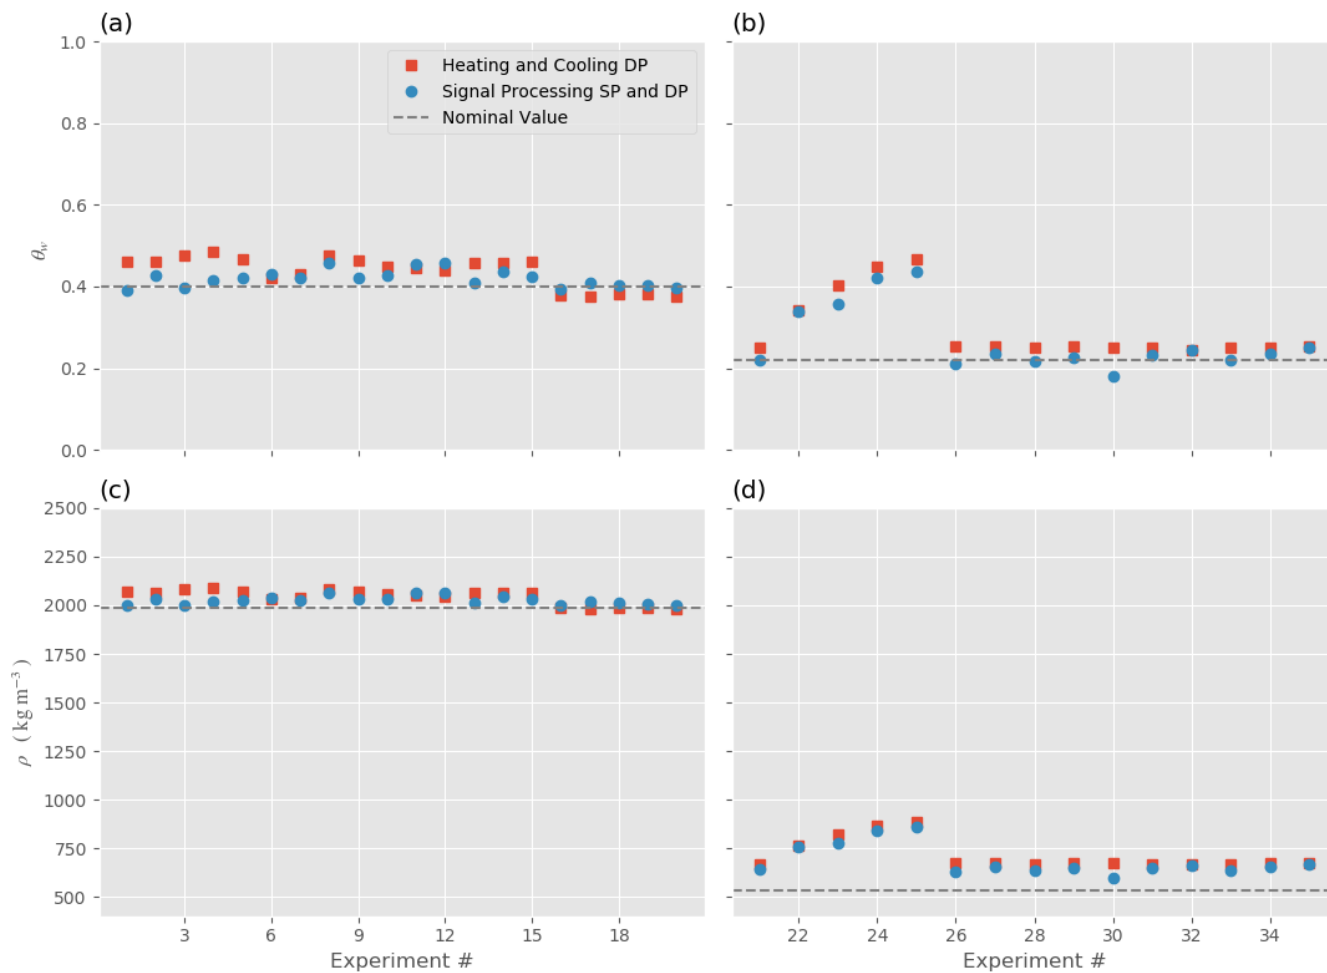 (a)
(b)
1.0
0.8
0.6
0.4
0.2
0.0
θw
Heating and Cooling DP
Signal Processing SP and DP
Nominal Value
(c)
(d)
2500
2250
2000
1750
1500
1250
1000
750
500
ρ ( kg m⁻³ )
3 6 9 12 15 18
22 24 26 28 30 32 34
Experiment #
Experiment #